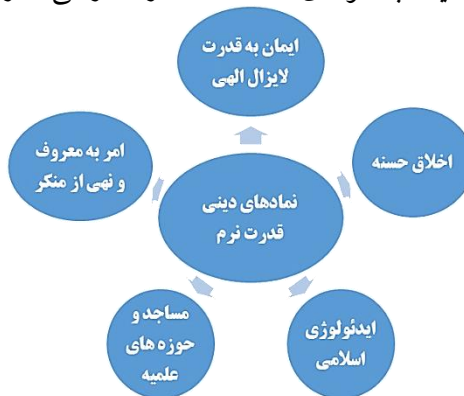 ایمان به قدرت
لایزال الهی
اخلاق حسنه
امر به معروف
و نهی از منکر
نمادهای دینی
قدرت نرم
ایدئولوژی
اسلامی
مساجد و
حوزه های
علمیه